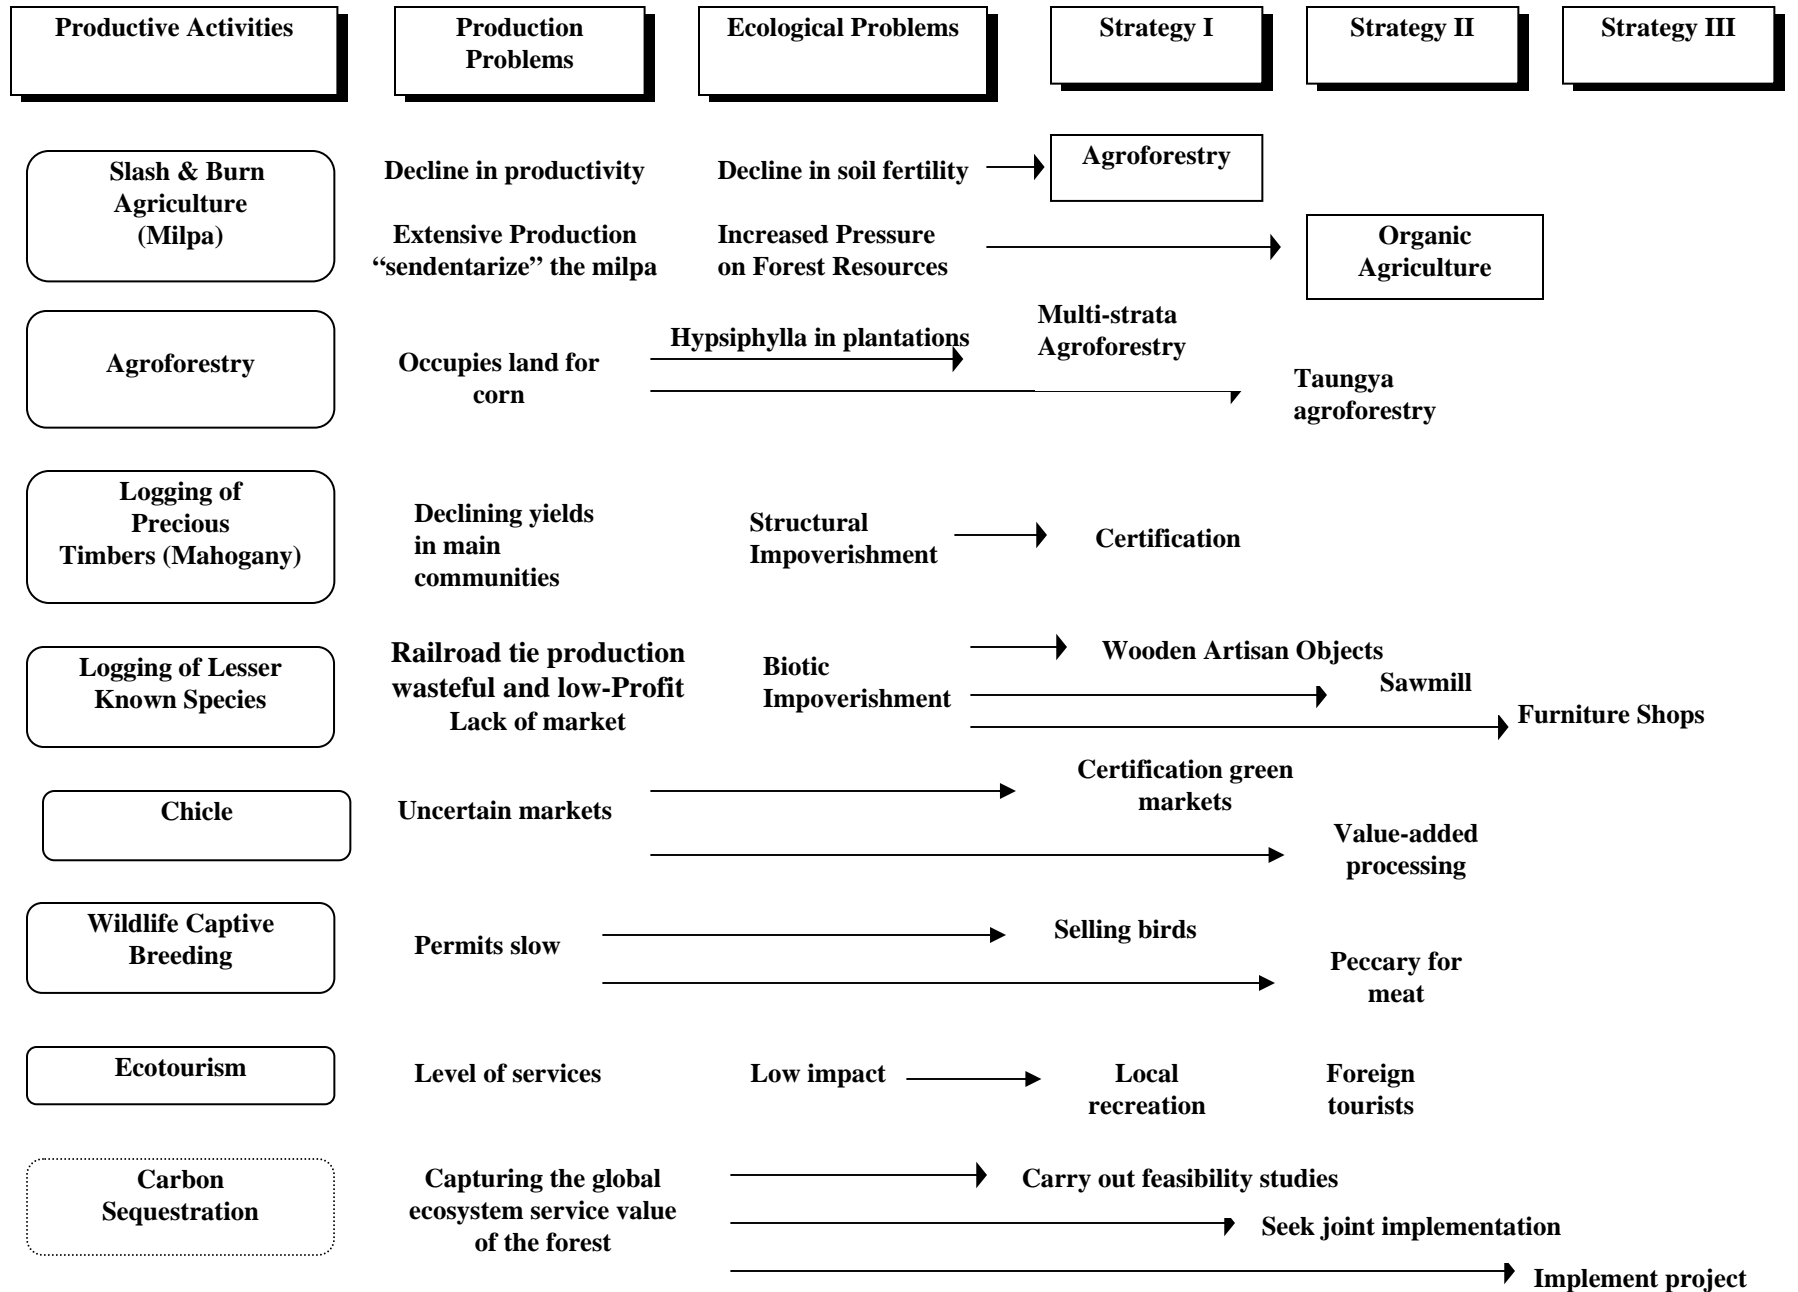 Productive Activities
Production
Problems
Ecological Problems
Strategy I
Strategy II
Strategy III
Slash & Burn
Agriculture
(Milpa)
Decline in productivity
Decline in soil fertility
Agroforestry
Extensive Production
“sendentarize” the milpa
Increased Pressure
on Forest Resources
Organic
Agriculture
Agroforestry
Occupies land for
corn
Hypsiphylla in plantations
Multi-strata
Agroforestry
Taungya
agroforestry
Logging of
Precious
Timbers (Mahogany)
Declining yields
in main
communities
Structural
Impoverishment
Certification
Logging of Lesser
Known Species
Railroad tie production
wasteful and low-Profit
Lack of market
Biotic
Impoverishment
Wooden Artisan Objects
Sawmill
Furniture Shops
Chicle
Uncertain markets
Certification green
markets
Value-added
processing
Wildlife Captive
Breeding
Permits slow
Selling birds
Peccary for
meat
Ecotourism
Level of services
Low impact
Local
recreation
Foreign
tourists
Carbon
Sequestration
Capturing the global
ecosystem service value
of the forest
Carry out feasibility studies
Seek joint implementation
Implement project